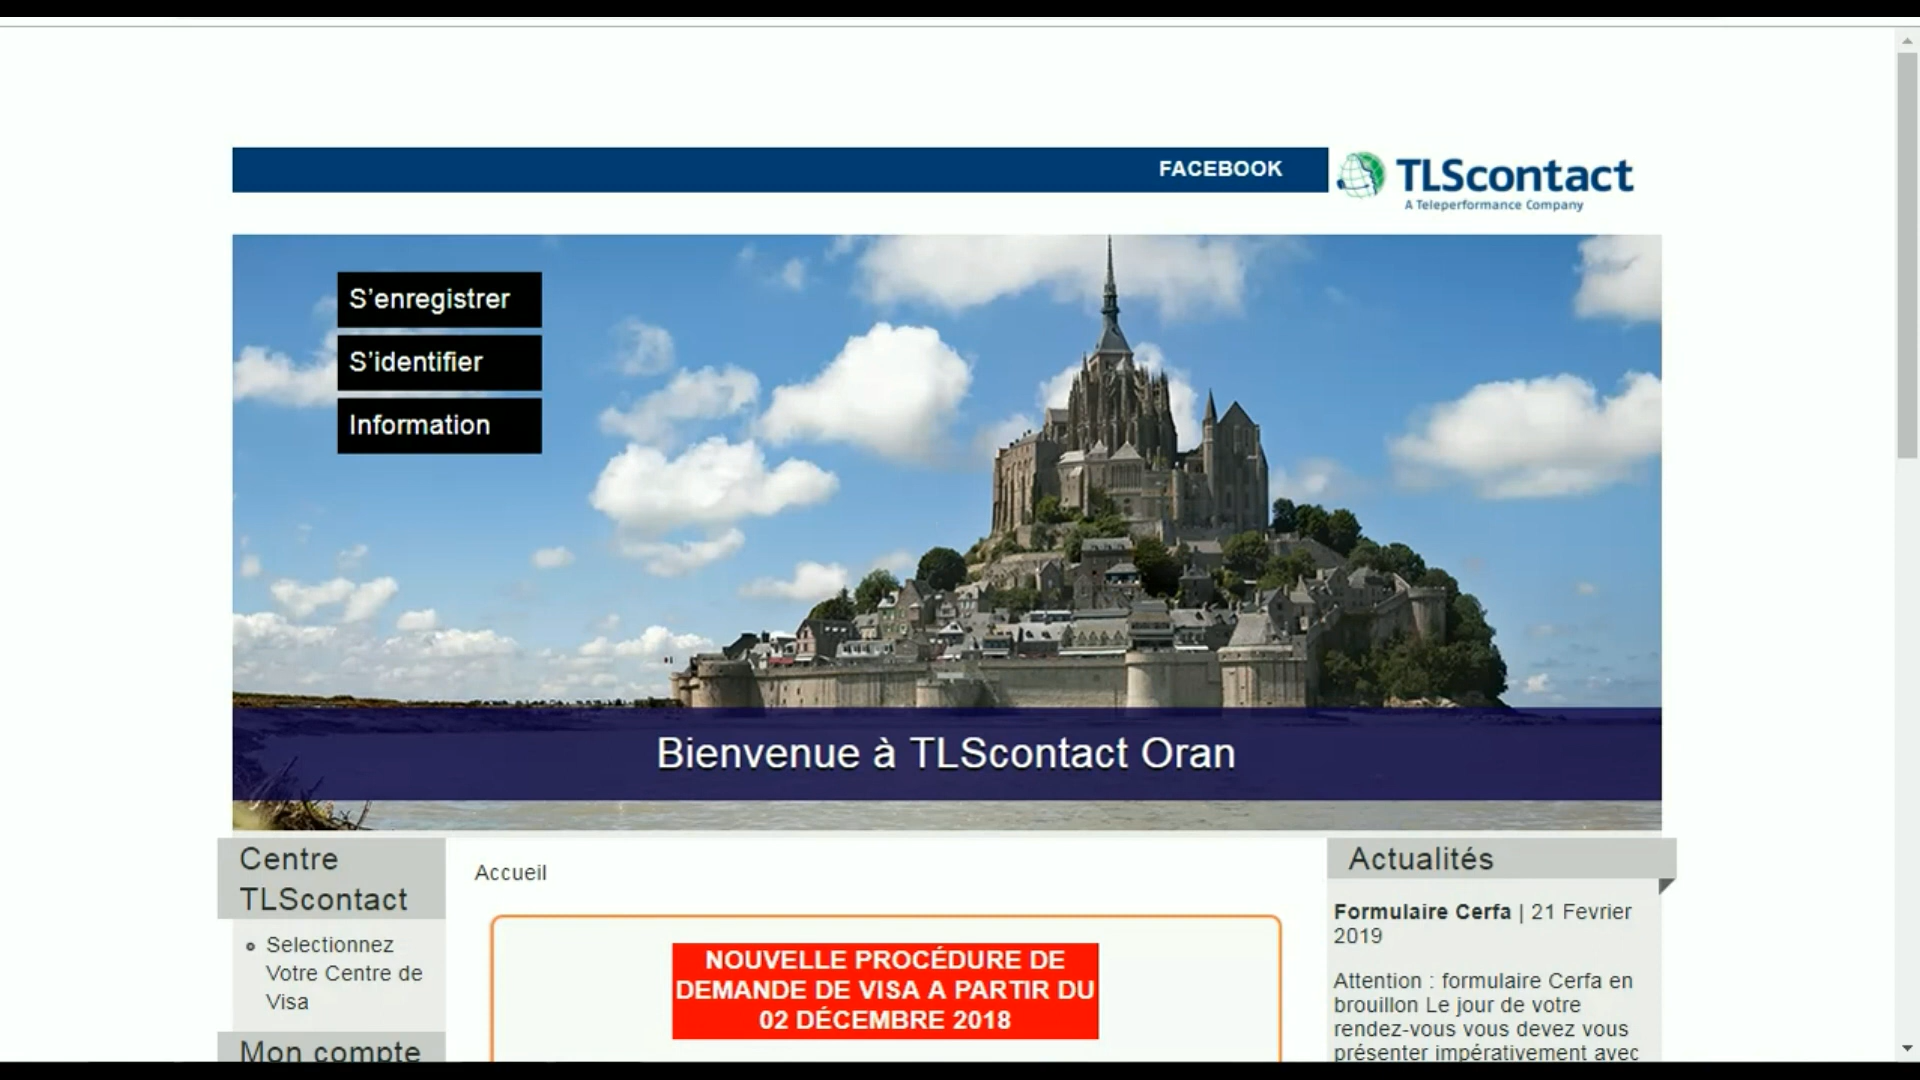 FACEBOOK
TLScontact
A Teleperformance Company
S'enregistrer
S'identifier
Information
Bienvenue à TLScontact Oran
Centre
TLScontact
Selectionnez
Votre Centre de
Visa
Mon compte
Accueil
NOUVELLE PROCÉDURE DE
DEMANDE DE VISA A PARTIR DU
02 DÉCEMBRE 2018
Actualités
Formulaire Cerfa | 21 Fevrier
2019
Attention : formulaire Cerfa en
brouillon Le jour de votre
rendez-vous vous devez vous
présenter impérativement avec